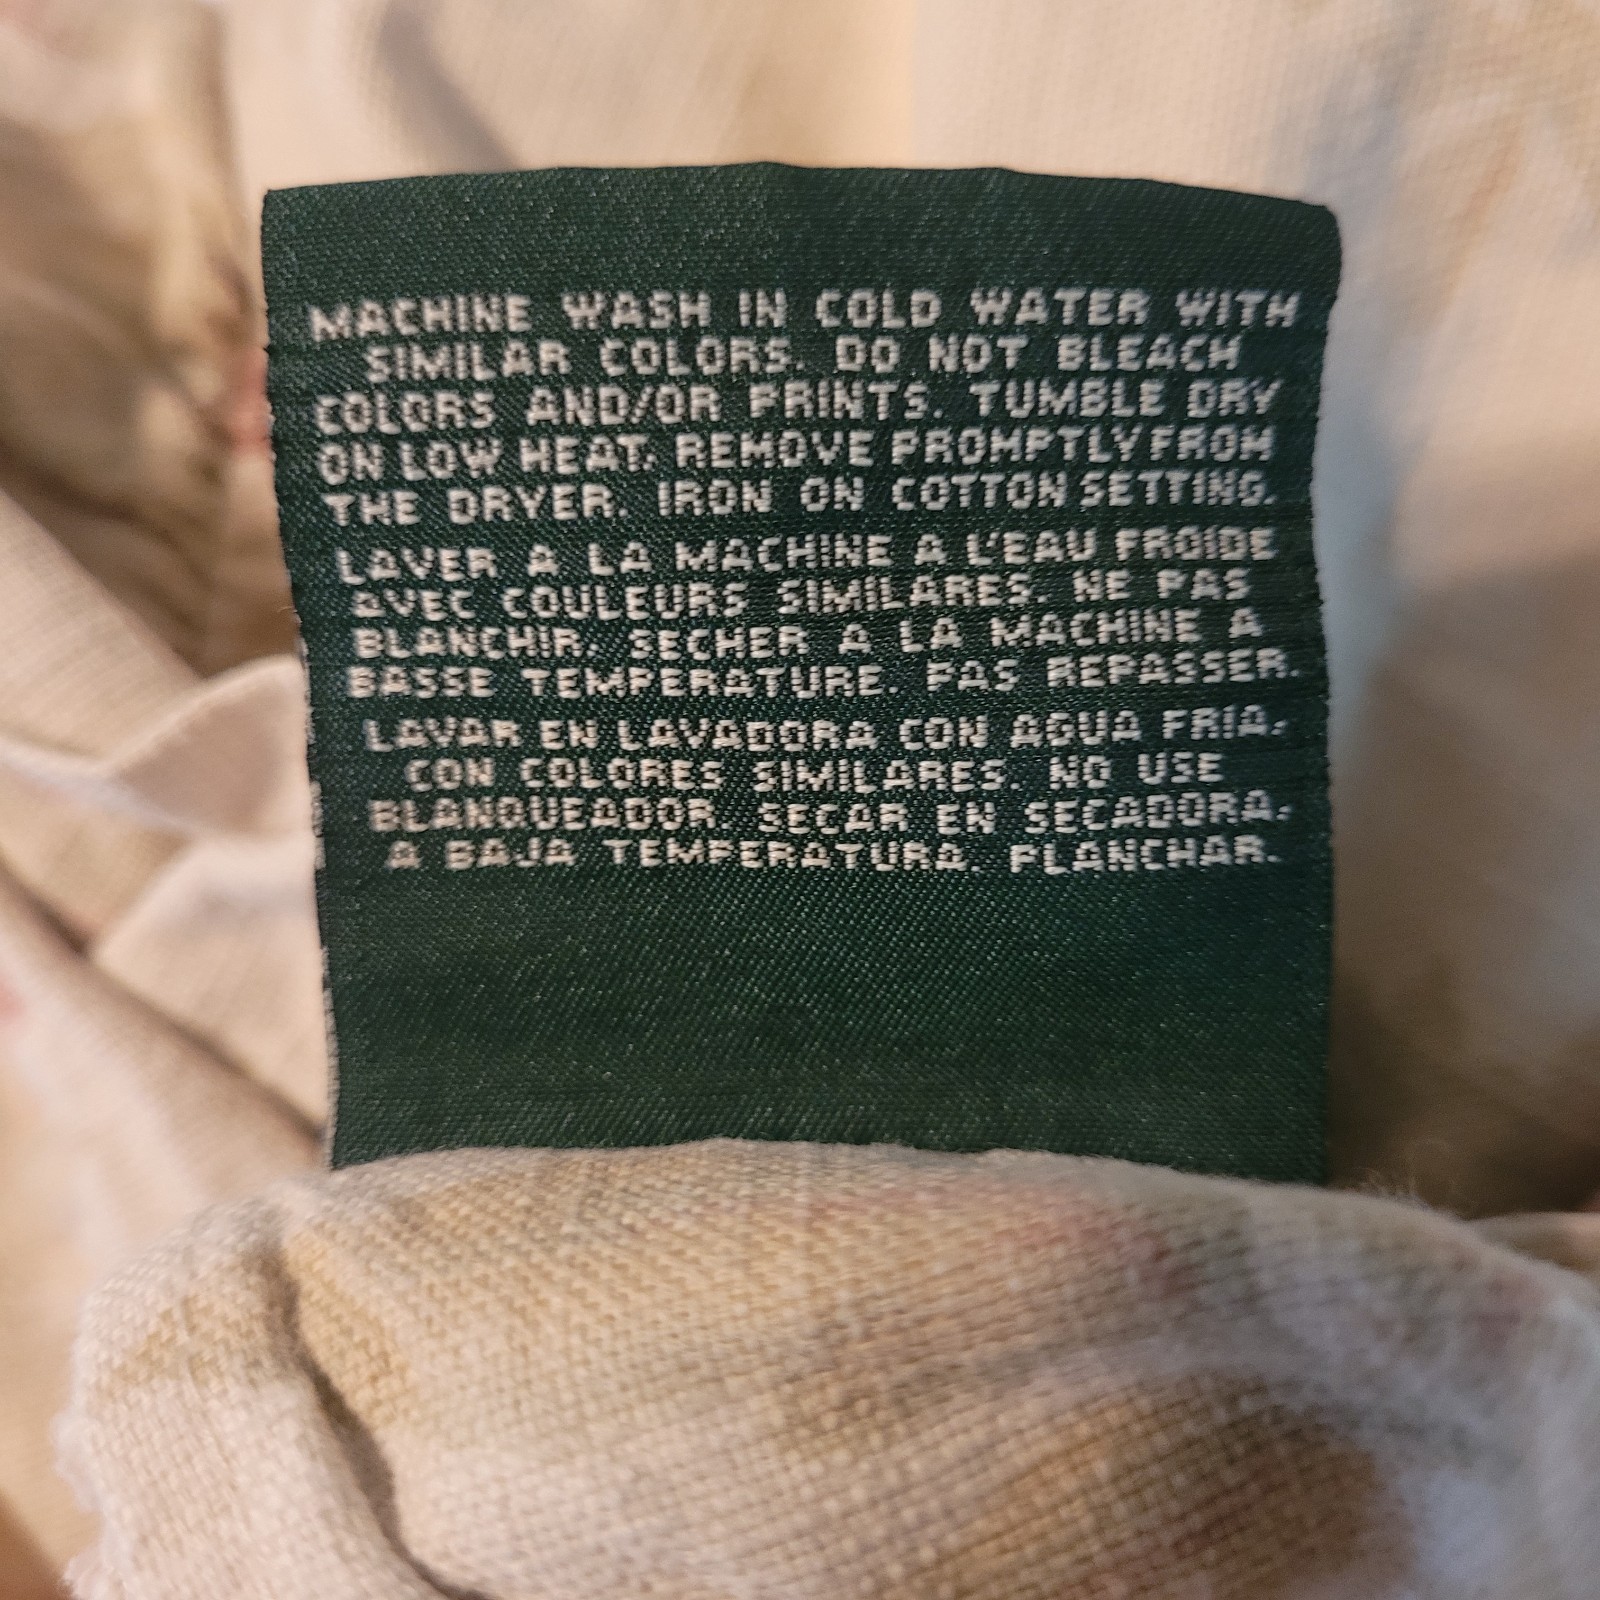 MACHINE WASH IN COLD WATER WITH
SIMILAR COLORS. DO NOT BLEACH
COLORS AND/OR PRINTS. TUMBLE DRY
ON LOW HEAT. REMOVE PROMPTLY FROM
THE DRYER. IRON ON COTTON SETTING.
LAVER A LA MACHINE A L'EAU FROIDE
AVEC COULEURS SIMILARES. NE PAS
BLANCHIR. SECHER A LA MACHINE A
BASSE TEMPERATURE. PAS REPASSER.
LAVAR EN LAVADORA CON AGUA FRIA,
CON COLORES SIMILARES. NO USE
BLANQUEADOR. SECAR EN SECADORA,
A BAJA TEMPERATURA. PLANCHAR.